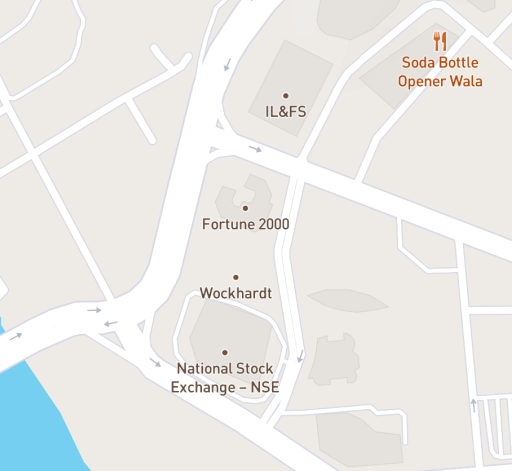 Soda Bottle
Opener Wala
IL&FS
Fortune 2000
Wockhardt
National Stock
Exchange – NSE